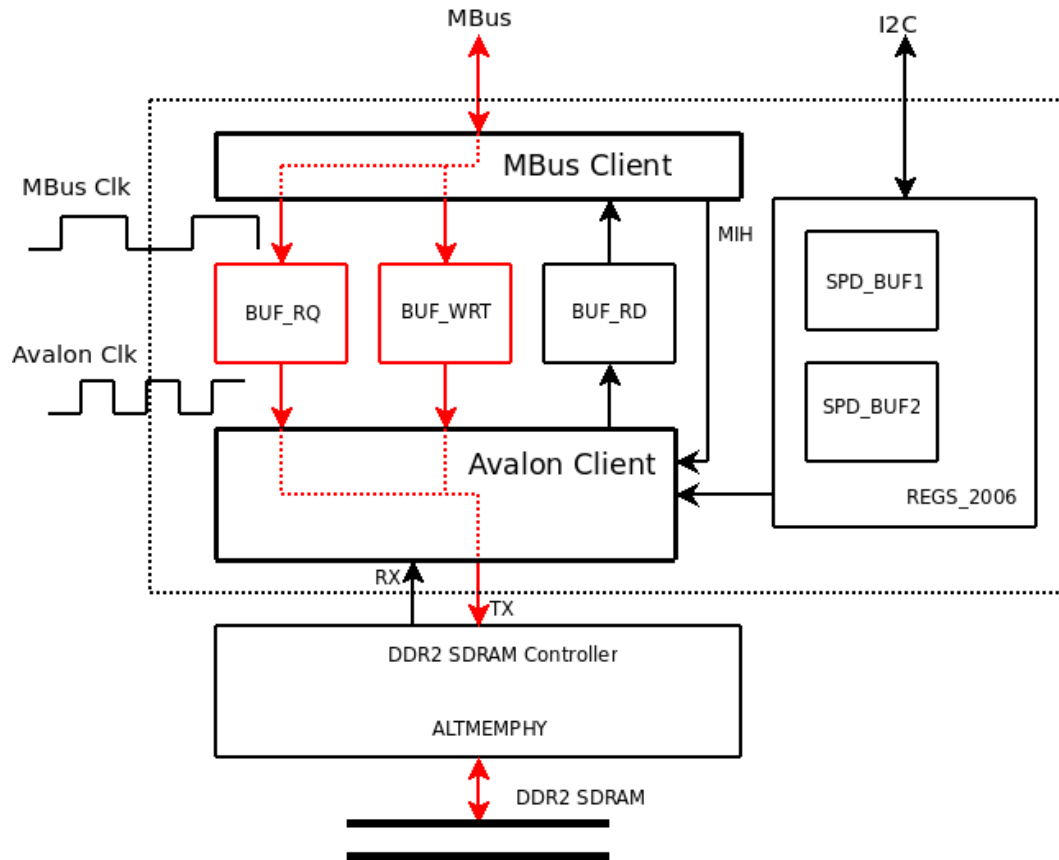 MBus
I2C
MBus Client
MBus Clk
MIH
SPD_BUF1
BUF_RQ
BUF_WRT
BUF_RD
Avalon Clk
SPD_BUF2
Avalon Client
REGS_2006
RX
TX
DDR2 SDRAM Controller
ALTMEMPHY
DDR2 SDRAM